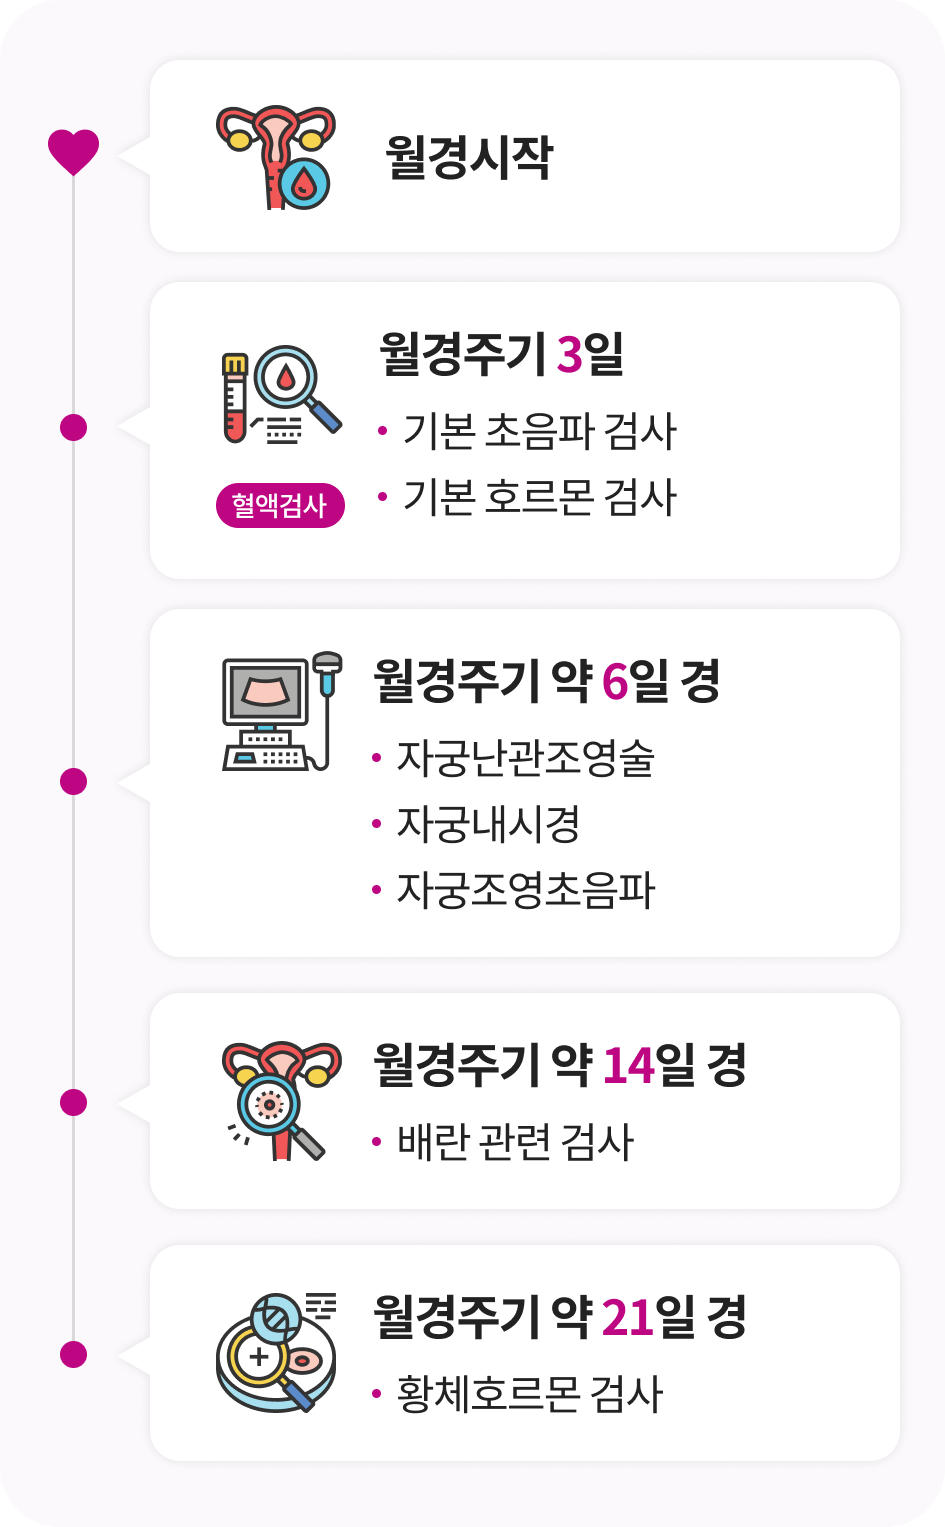 월경시작
월경주기 3일
• 기본 초음파 검사
• 기본 호르몬 검사
혈액검사
월경주기 약 6일 경
• 자궁난관조영술
• 자궁내시경
• 자궁조영초음파
월경주기 약 14일 경
• 배란 관련 검사
월경주기 약 21일 경
• 황체호르몬 검사